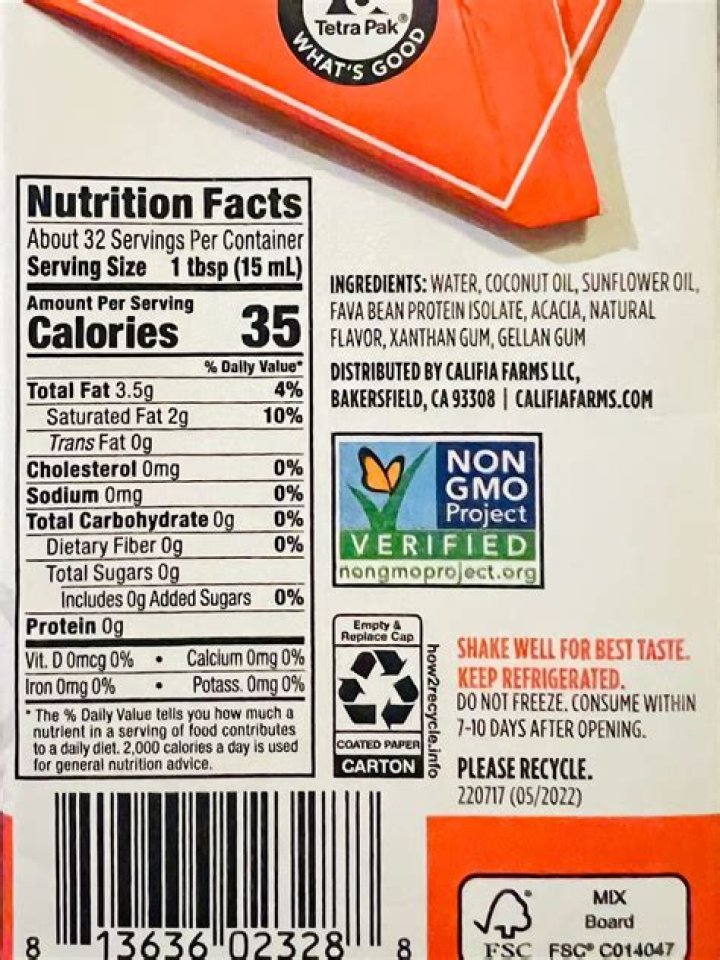 Tetra Pak®
WHAT'S GOOD
Nutrition Facts
About 32 Servings Per Container
Serving Size 1 tbsp (15 mL)
Amount Per Serving
Calories 35
% Daily Value*
Total Fat 3.5g 4%
Saturated Fat 2g 10%
Trans Fat 0g
Cholesterol 0mg 0%
Sodium 0mg 0%
Total Carbohydrate 0g 0%
Dietary Fiber 0g 0%
Total Sugars 0g
Includes 0g Added Sugars 0%
Protein 0g
Vit. D 0mcg 0% • Calcium 0mg 0%
Iron 0mg 0% • Potass. 0mg 0%
* The % Daily Value tells you how much a
nutrient in a serving of food contributes
to a daily diet. 2,000 calories a day is used
for general nutrition advice.
INGREDIENTS: WATER, COCONUT OIL, SUNFLOWER OIL,
FAVA BEAN PROTEIN ISOLATE, ACACIA, NATURAL
FLAVOR, XANTHAN GUM, GELLAN GUM
DISTRIBUTED BY CALIFIA FARMS LLC,
BAKERSFIELD, CA 93308 | CALIFIAFARMS.COM
NON
GMO
Project
VERIFIED
nongmoproject.org
Empty &
Replace Cap
COATED PAPER
CARTON
how2recycle.info
SHAKE WELL FOR BEST TASTE.
KEEP REFRIGERATED.
DO NOT FREEZE. CONSUME WITHIN
7-10 DAYS AFTER OPENING.
PLEASE RECYCLE.
220717 (05/2022)
8 13636 02328 8
FSC
MIX
Board
FSC® C014047